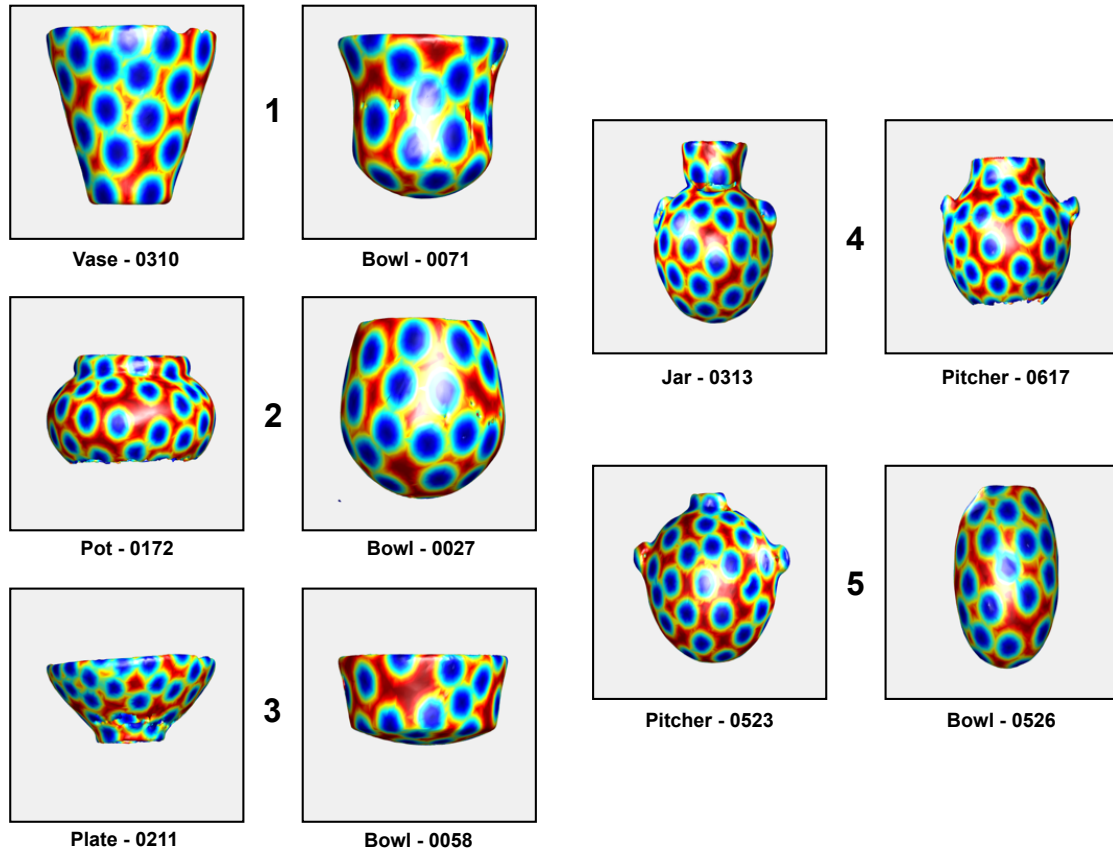 1
Vase - 0310
Bowl - 0071
2
Pot - 0172
Bowl - 0027
3
Plate - 0211
Bowl - 0058
4
Jar - 0313
Pitcher - 0617
5
Pitcher - 0523
Bowl - 0526